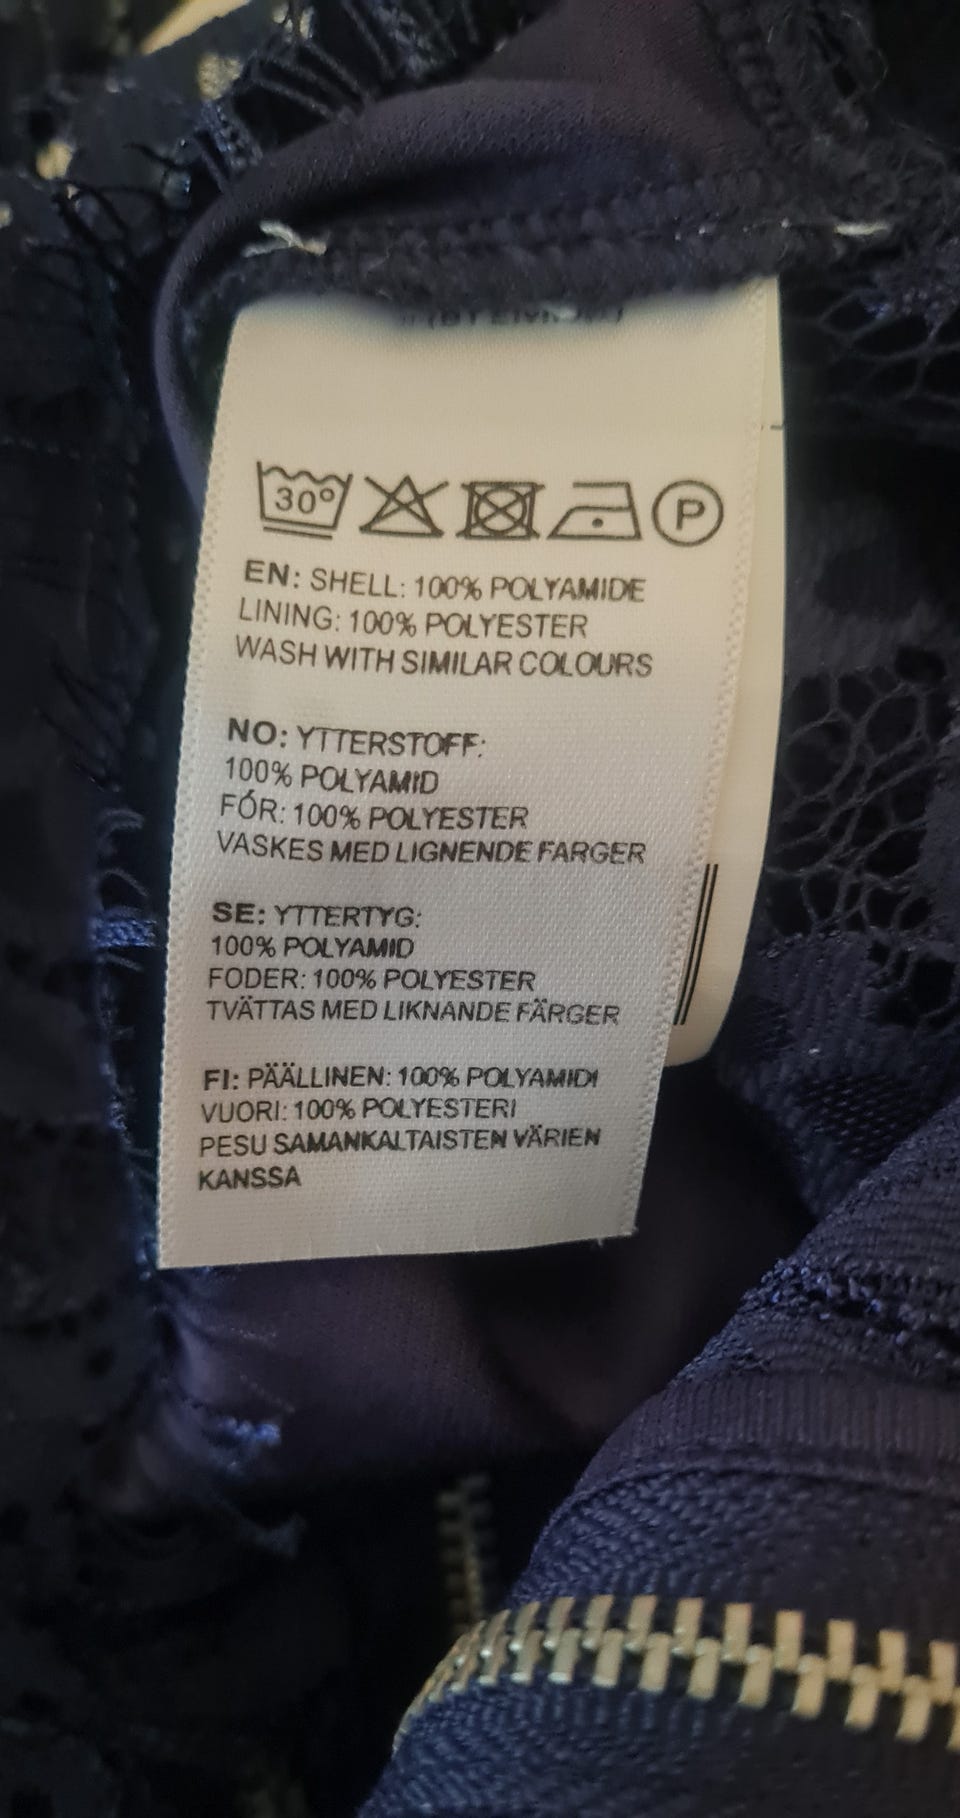 30°
P
EN: SHELL: 100% POLYAMIDE
LINING: 100% POLYESTER
WASH WITH SIMILAR COLOURS
NO: YTTERSTOFF:
100% POLYAMID
FÓR: 100% POLYESTER
VASKES MED LIGNENDE FARGER
SE: YTTERTYG:
100% POLYAMID
FODER: 100% POLYESTER
TVÄTTAS MED LIKNANDE FÄRGER
FI: PÄÄLLINEN: 100% POLYAMIDI
VUORI: 100% POLYESTERI
PESU SAMANKALTAISTEN VÄRIEN
KANSSA